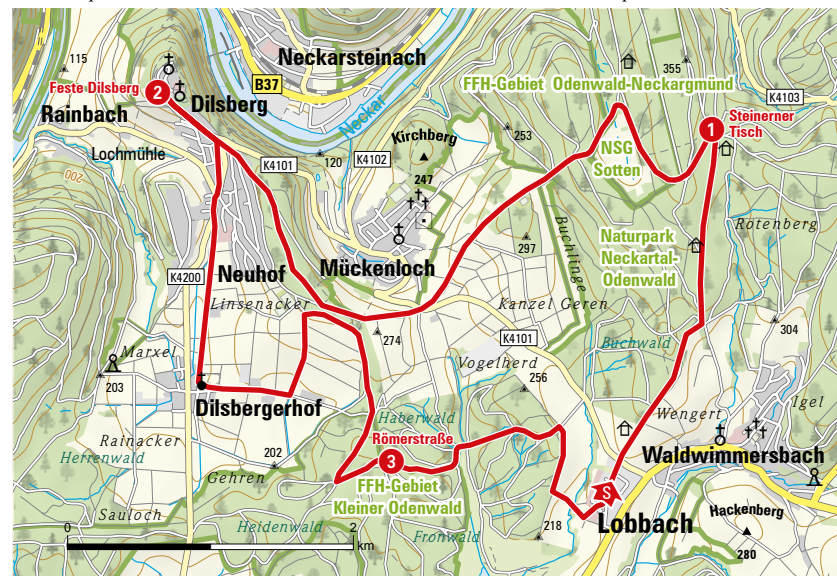 Neckarsteinach
115
Feste Dilsberg
2
Dilsberg
Rainbach
B37
Neckar
FFH-Gebiet Odenwald-Neckargmünd
355
K4103
1
Steinerner
Tisch
Lochmühle
K4101
120
K4102
Kirchberg
253
NSG
Sotten
200
247
Buchlinge
297
Naturpark
Neckartal-
Odenwald
Rotenberg
Mückenloch
Neuhof
K4200
Linsenacker
Kanzel Geren
K4101
274
Buchwald
304
Marxel
203
Vogelherd
256
Dilsbergerhof
Haberwald
Wengert
Igel
Rainacker
Herrenwald
Römerstraße
3
Waldwimmersbach
202
Gehren
FFH-Gebiet
Kleiner Odenwald
S
Sauloch
Lobbach
Hackenberg
Heidenwald
Fronwald
218
280
0
2
km